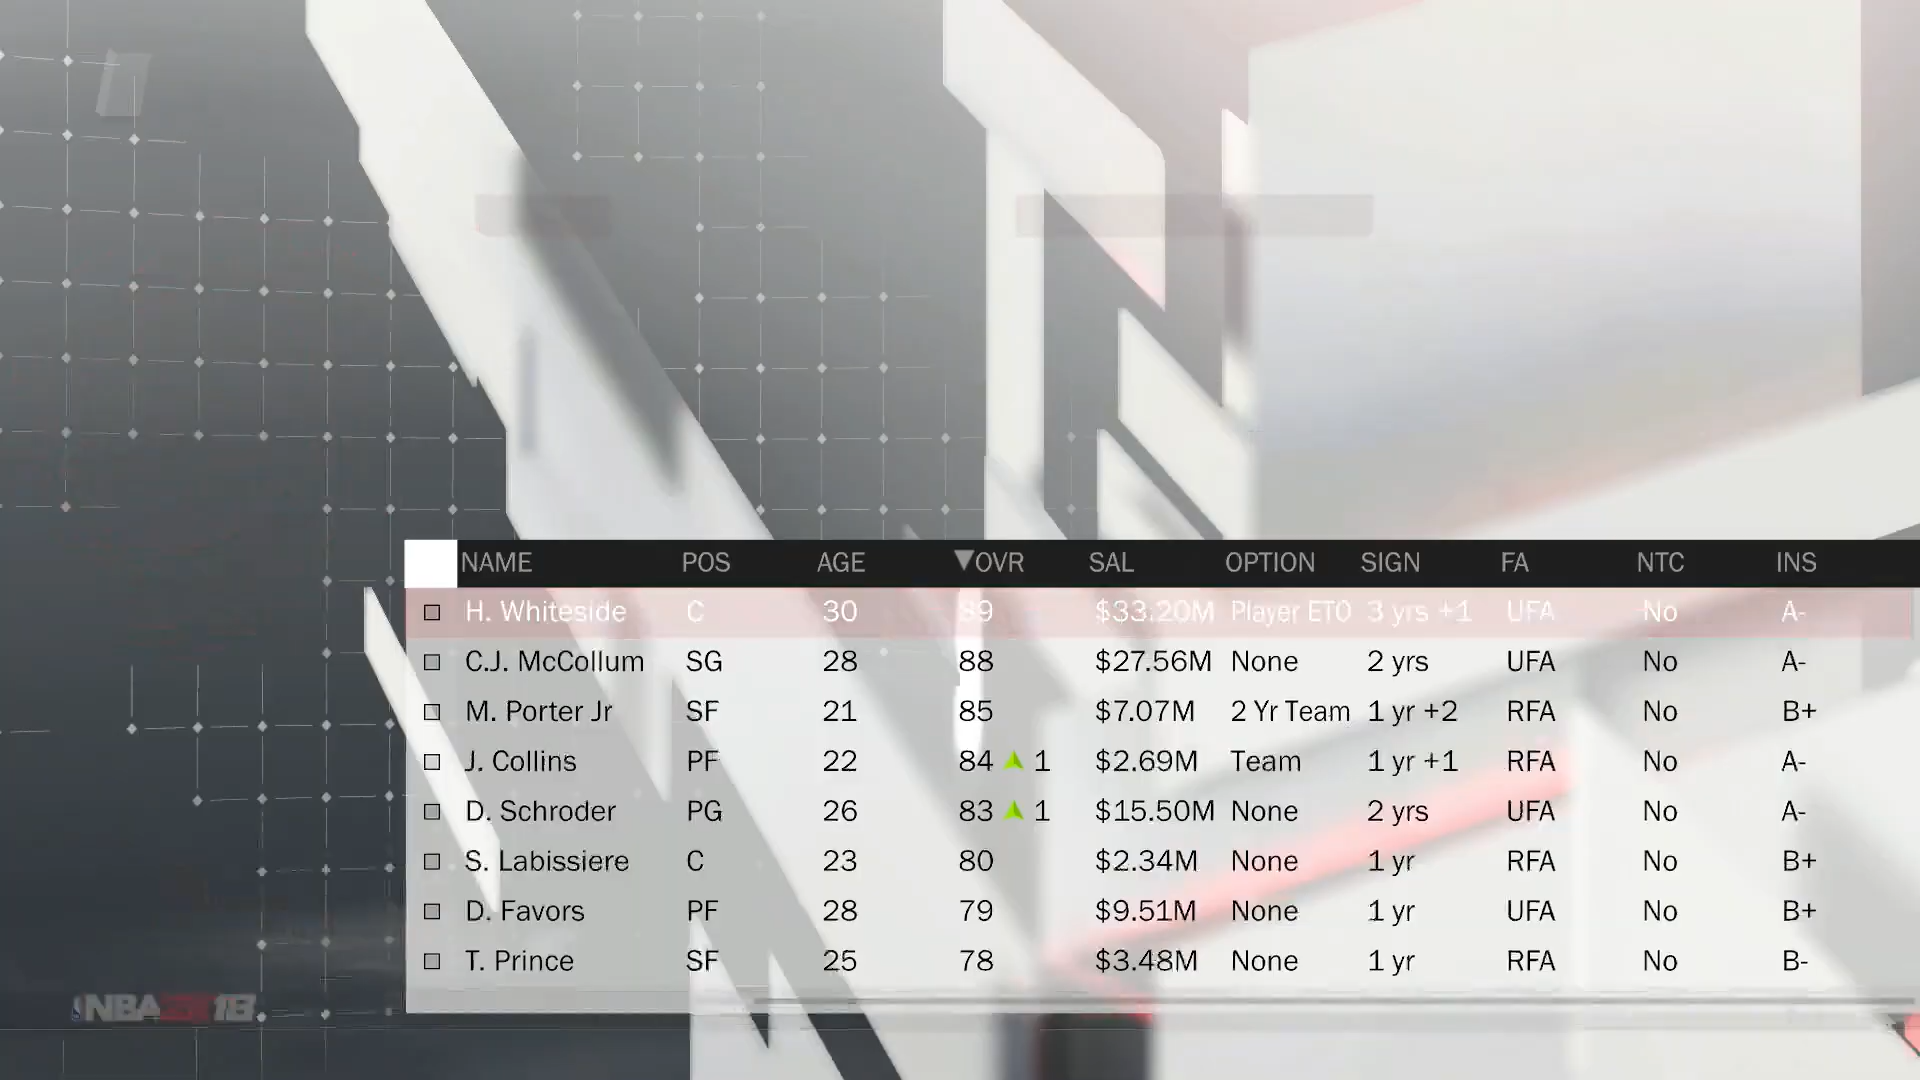 NAME POS AGE ▼OVR SAL OPTION SIGN FA NTC INS
H. Whiteside C 30 89 $33.20M Player ETO 3 yrs +1 UFA No A-
C.J. McCollum SG 28 88 $27.56M None 2 yrs UFA No A-
M. Porter Jr SF 21 85 $7.07M 2 Yr Team 1 yr +2 RFA No B+
J. Collins PF 22 84 1 $2.69M Team 1 yr +1 RFA No A-
D. Schroder PG 26 83 1 $15.50M None 2 yrs UFA No A-
S. Labissiere C 23 80 $2.34M None 1 yr RFA No B+
D. Favors PF 28 79 $9.51M None 1 yr UFA No B+
T. Prince SF 25 78 $3.48M None 1 yr RFA No B-
NBA 2K18